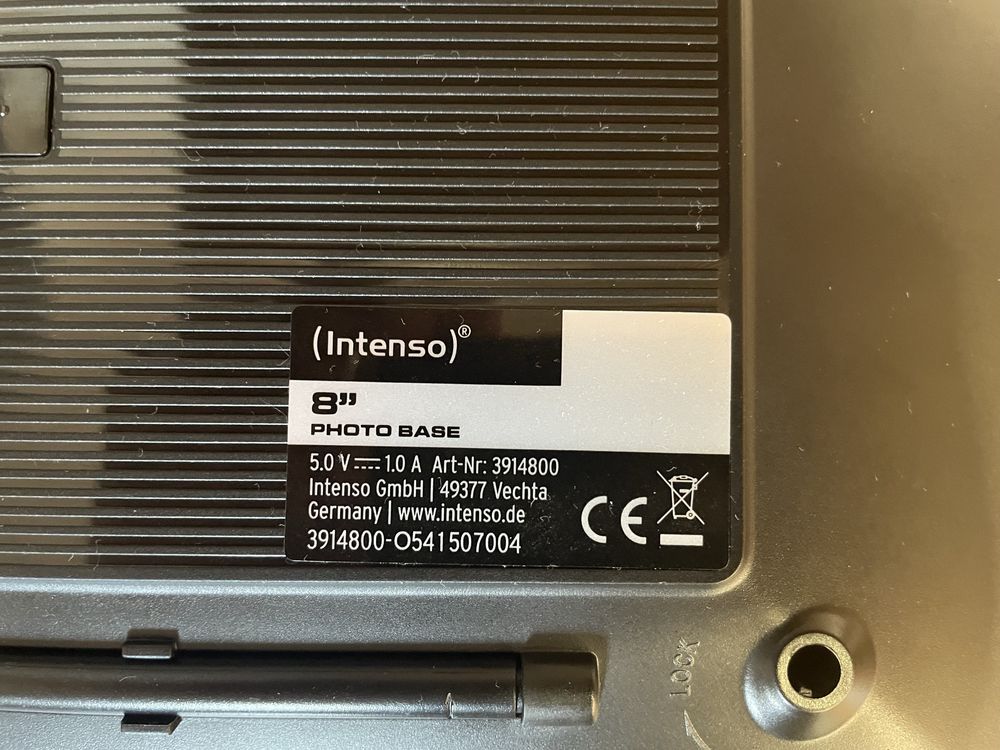 (Intenso)®
8”
PHOTO BASE
5.0 V 1.0 A Art-Nr: 3914800
Intenso GmbH | 49377 Vechta
Germany | www.intenso.de
3914800-O541507004
CE
LOCK